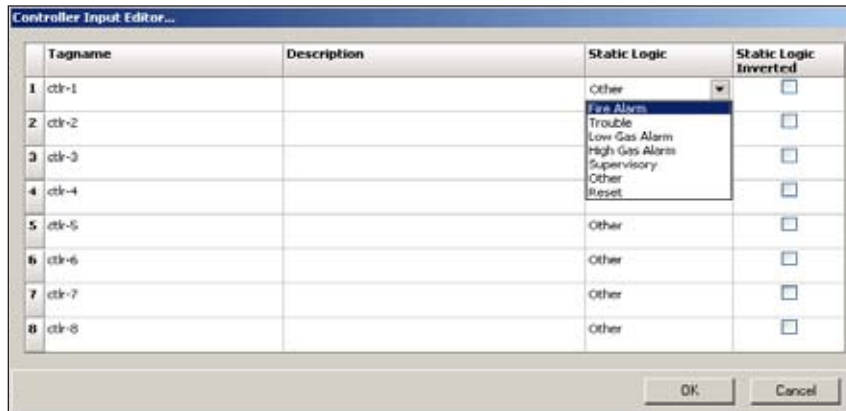 Controller Input Editor...
Tagname Description Static Logic Static Logic Inverted
1 ctlr-1 Other
Fire Alarm
2 ctlr-2 Trouble
Low Gas Alarm
3 ctlr-3 High Gas Alarm
Supervisory
Other
4 ctlr-4 Reset
5 ctlr-5 Other
6 ctlr-6 Other
7 ctlr-7 Other
8 ctlr-8 Other
OK Cancel